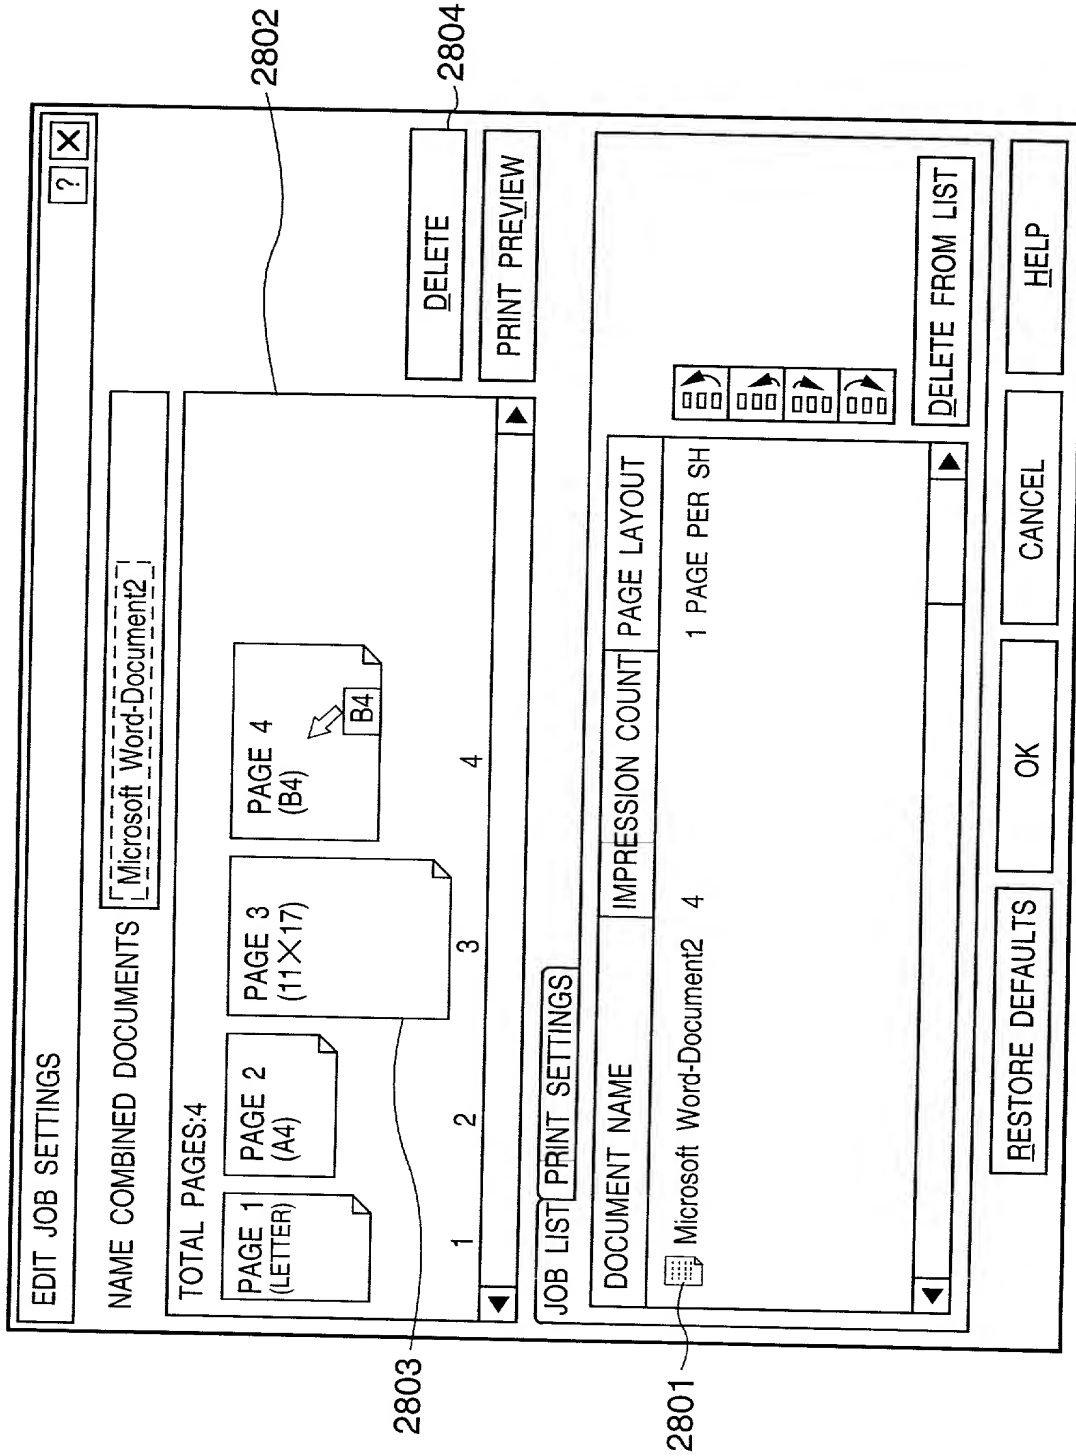 EDIT JOB SETTINGS
?
NAME COMBINED DOCUMENTS
Microsoft Word-Document2
2802
TOTAL PAGES:4
PAGE 1
(LETTER)
PAGE 2
(A4)
PAGE 3
(11×17)
PAGE 4
(B4)
B4
1
2
3
4
2803
DELETE
2804
PRINT PREVIEW
JOB LIST
PRINT SETTINGS
DOCUMENT NAME
IMPRESSION COUNT
PAGE LAYOUT
2801
Microsoft Word-Document2
4
1 PAGE PER SH
DELETE FROM LIST
RESTORE DEFAULTS
OK
CANCEL
HELP